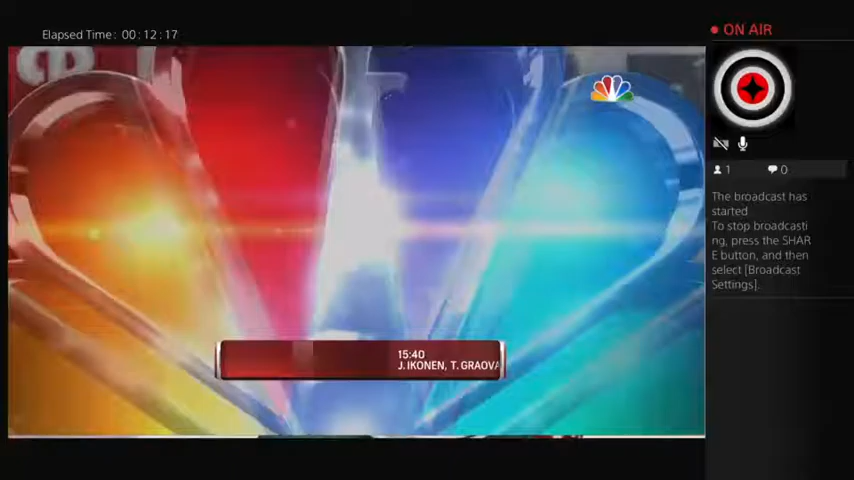 Elapsed Time: 00:12:17
ON AIR
1
0
The broadcast has
started
To stop broadcasti
ng, press the SHAR
E button, and then
select [Broadcast
Settings].
15:40
J. IKONEN, T. GRAOVA